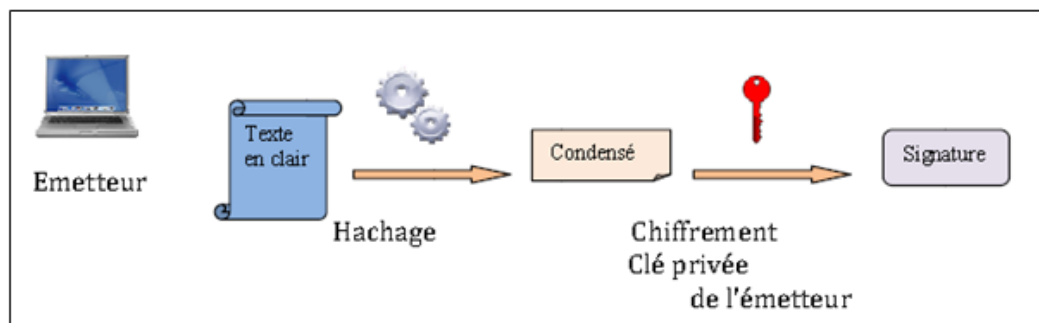 Emetteur
Texte
en clair
Hachage
Condensé
Chiffrement
Clé privée
de l'émetteur
Signature